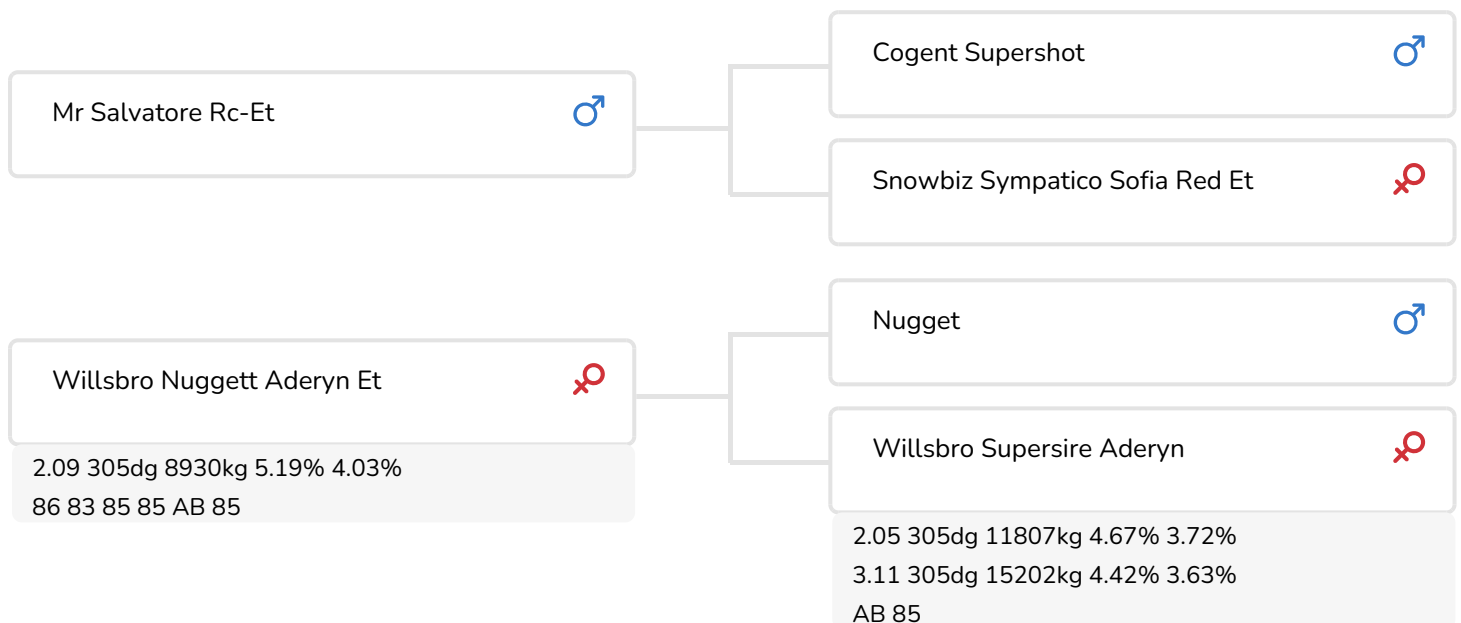 Mr Salvatore Rc-Et
Cogent Supershot
Snowbiz Sympatico Sofia Red Et
Willsbro Nuggett Aderyn Et
2.09 305dg 8930kg 5.19% 4.03%
86 83 85 85 AB 85
Nugget
Willsbro Supersire Aderyn
2.05 305dg 11807kg 4.67% 3.72%
3.11 305dg 15202kg 4.42% 3.63%
AB 85